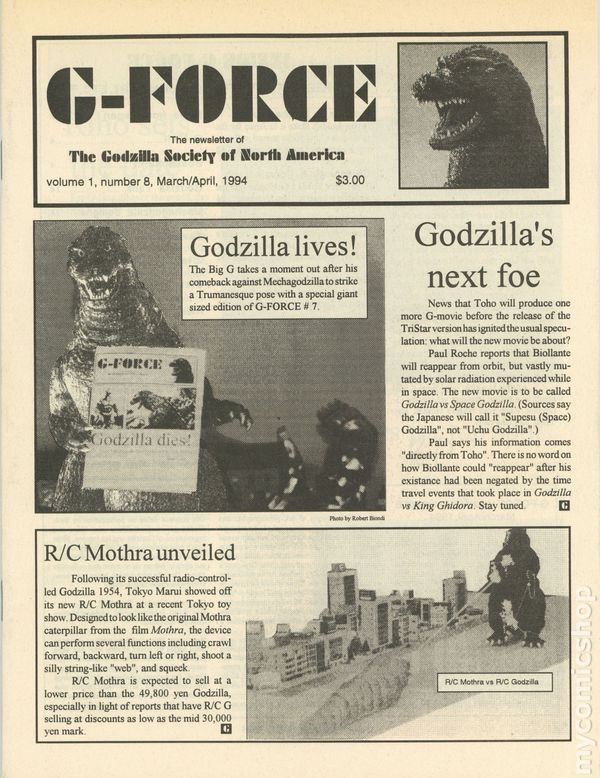 G-FORCE
The newsletter of
The Godzilla Society of North America
volume 1, number 8, March/April, 1994 $3.00
Godzilla lives!
The Big G takes a moment out after his
comeback against Mechagodzilla to strike
a Trumanesque pose with a special giant
sized edition of G-FORCE # 7.
G-FORCE
Godzilla dies!
Photo by Robert Biondi
Godzilla's
next foe
News that Toho will produce one
more G-movie before the release of the
TriStar version has ignited the usual specu-
lation: what will the new movie be about?
Paul Roche reports that Biollante
will reappear from orbit, but vastly mu-
tated by solar radiation experienced while
in space. The new movie is to be called
Godzilla vs Space Godzilla. (Sources say
the Japanese will call it "Supesu (Space)
Godzilla", not "Uchu Godzilla".)
Paul says his information comes
"directly from Toho". There is no word on
how Biollante could "reappear" after his
existance had been negated by the time
travel events that took place in Godzilla
vs King Ghidora. Stay tuned. G
R/C Mothra unveiled
Following its successful radio-control-
led Godzilla 1954, Tokyo Marui showed off
its new R/C Mothra at a recent Tokyo toy
show. Designed to look like the original Mothra
caterpillar from the film Mothra, the device
can perform several functions including crawl
forward, backward, turn left or right, shoot a
silly string-like "web", and squeek.
R/C Mothra is expected to sell at a
lower price than the 49,800 yen Godzilla,
especially in light of reports that have R/C G
selling at discounts as low as the mid 30,000
yen mark. G
R/C Mothra vs R/C Godzilla
mycomicshop